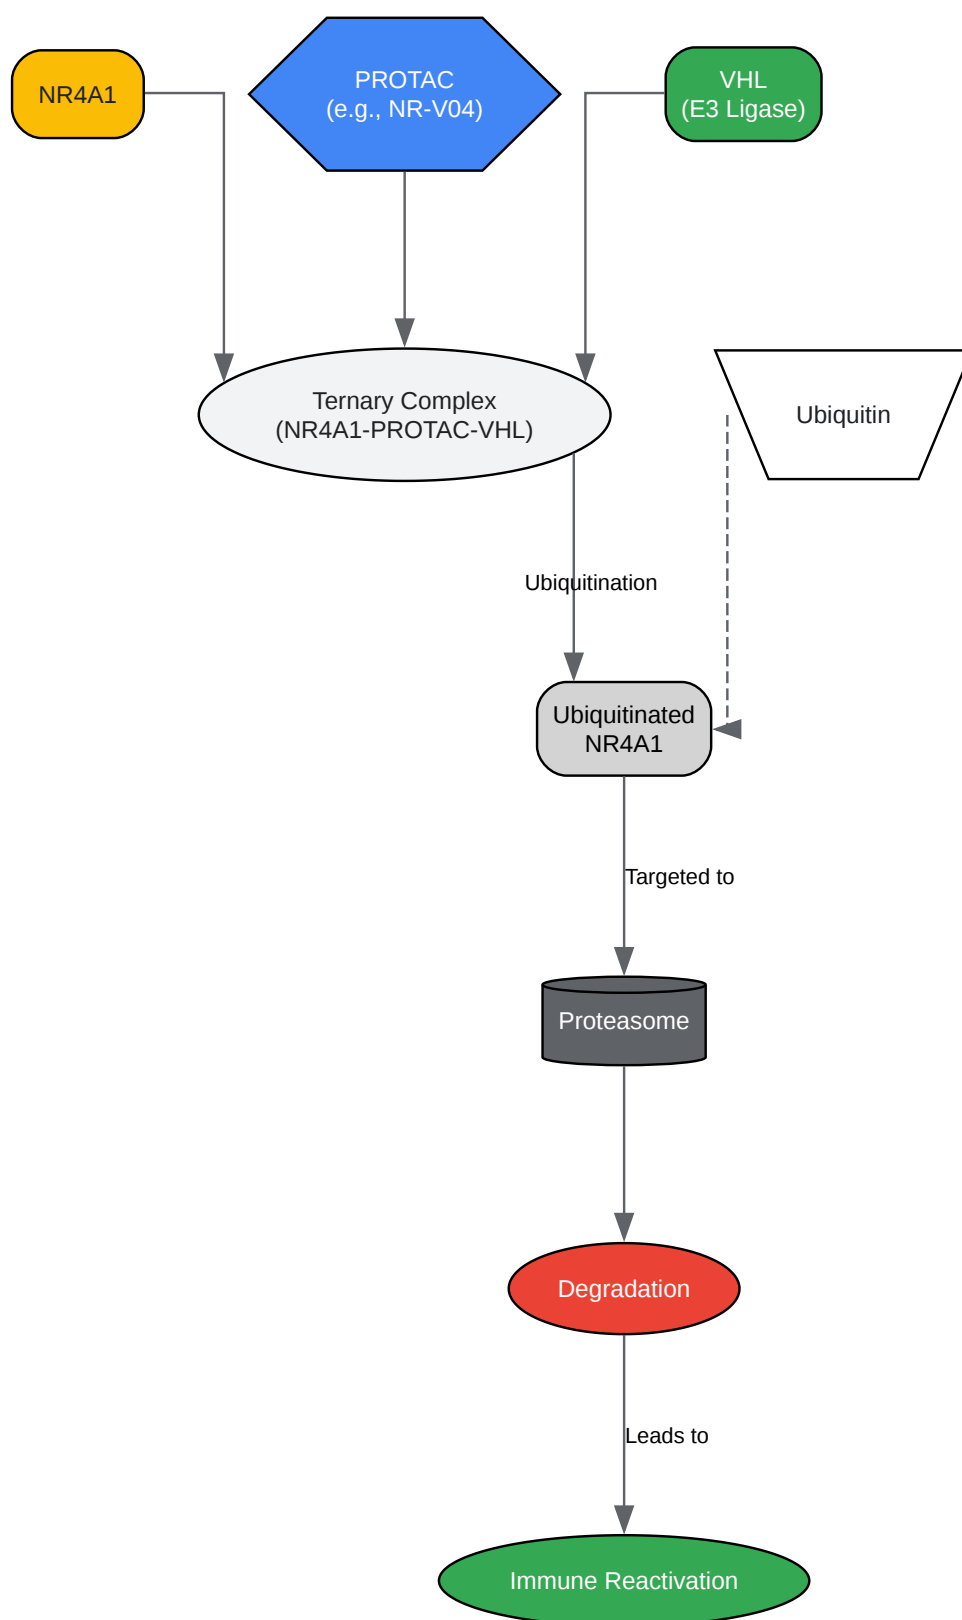 NR4A1
PROTAC
(e.g., NR-V04)
VHL
(E3 Ligase)
Ternary Complex
(NR4A1-PROTAC-VHL)
Ubiquitin
Ubiquitination
Ubiquitinated
NR4A1
Targeted to
Proteasome
Degradation
Leads to
Immune Reactivation